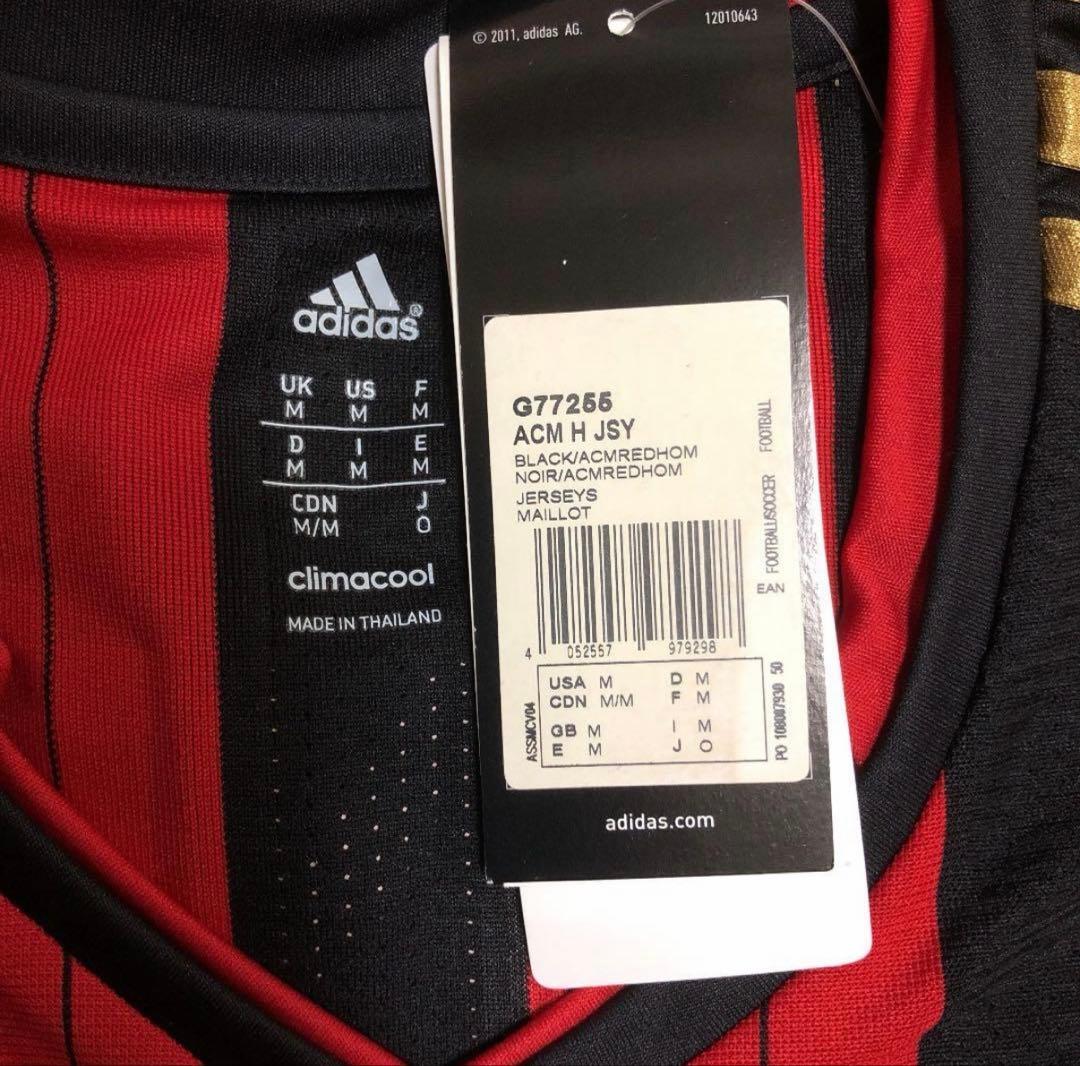 © 2011, adidas AG.
12010643
adidas®
UK US F
M M M
D I E
M M M
CDN J
M/M O
climacool
MADE IN THAILAND
G77255
ACM H JSY
BLACK/ACMREDHOM
NOIR/ACMREDHOM
JERSEYS
MAILLOT
FOOTBALL
FOOTBALL/SOCCER
EAN
4 052557 979298
USA M D M
CDN M/M F M
GB M I M
E M J O
ASSMCV04
PO 108087930 50
adidas.com